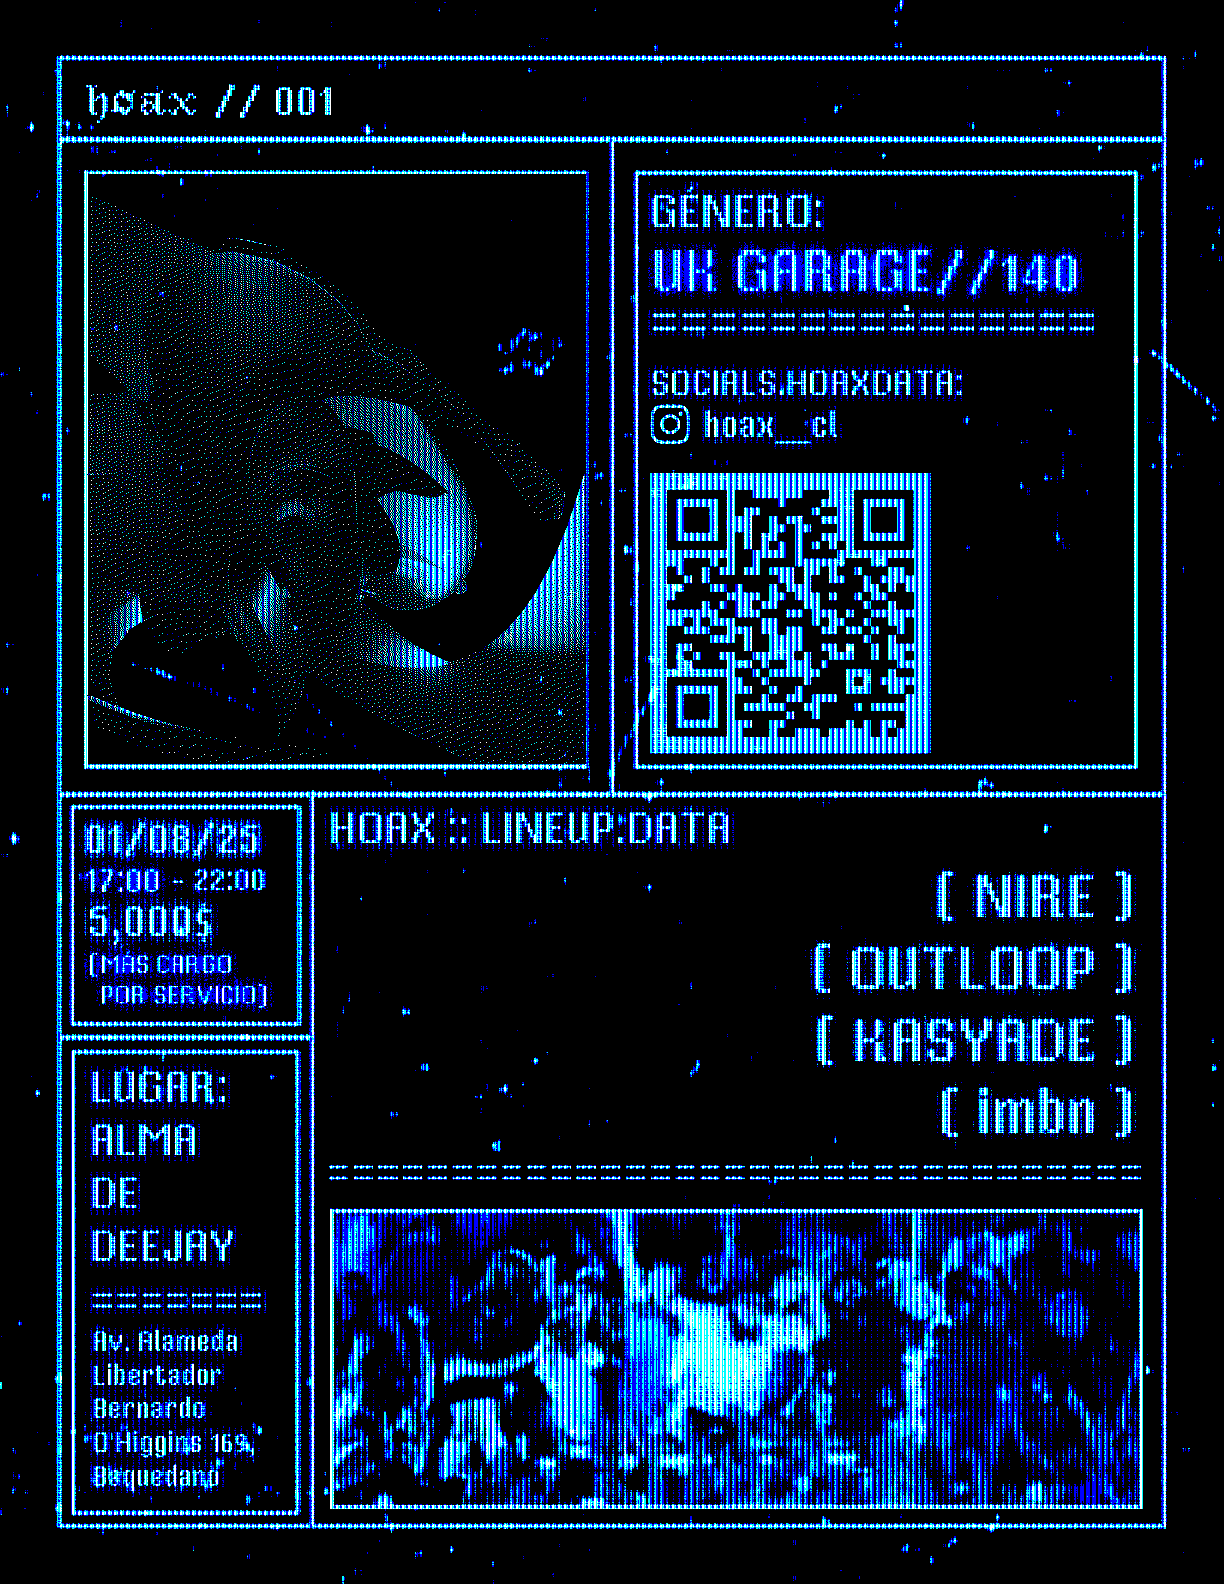 hoax // 001
GÉNERO:
UK GARAGE//140
SOCIALS.HOAXDATA:
hoax__cl
01/08/25
17:00 - 22:00
5,000$
(MÁS CARGO
POR SERVICIO)
HOAX :: LINEUP:DATA
( NIRE )
( OUTLOOP )
( KASYADE )
( imbn )
LUGAR:
ALMA
DE
DEEJAY
Av. Alameda
Libertador
Bernardo
O'Higgins 169,
Baquedano